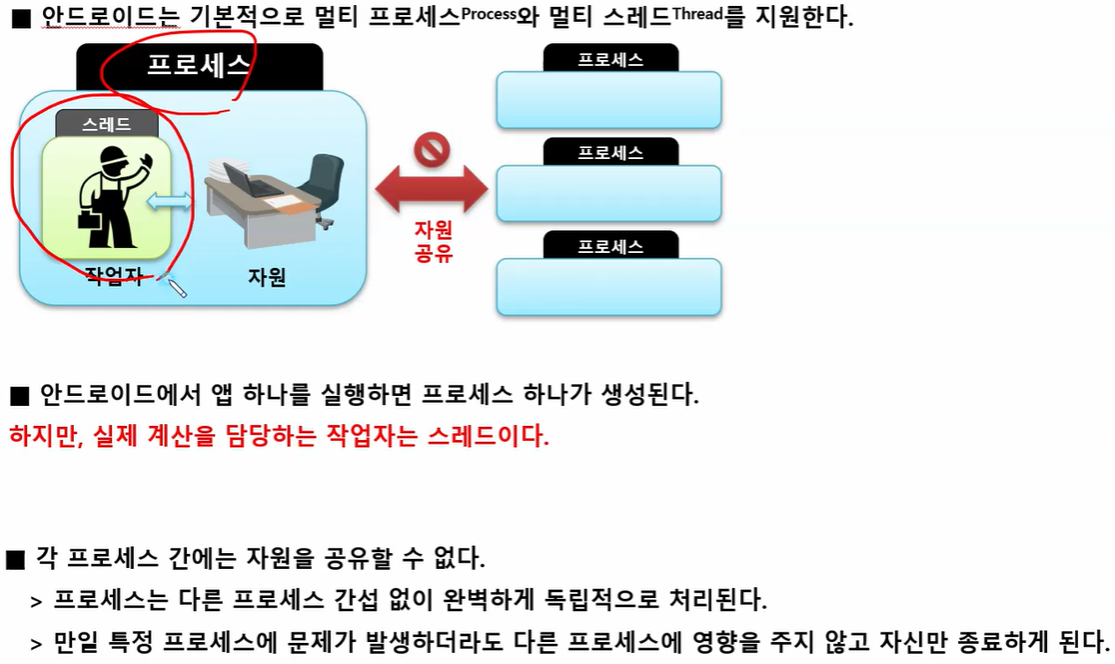 ■ 안드로이드는 기본적으로 멀티 프로세스Process와 멀티 스레드Thread를 지원한다.
프로세스
스레드
작업자
자원
자원
공유
프로세스
프로세스
프로세스
■ 안드로이드에서 앱 하나를 실행하면 프로세스 하나가 생성된다.
하지만, 실제 계산을 담당하는 작업자는 스레드이다.
■ 각 프로세스 간에는 자원을 공유할 수 없다.
> 프로세스는 다른 프로세스 간섭 없이 완벽하게 독립적으로 처리된다.
> 만일 특정 프로세스에 문제가 발생하더라도 다른 프로세스에 영향을 주지 않고 자신만 종료하게 된다.